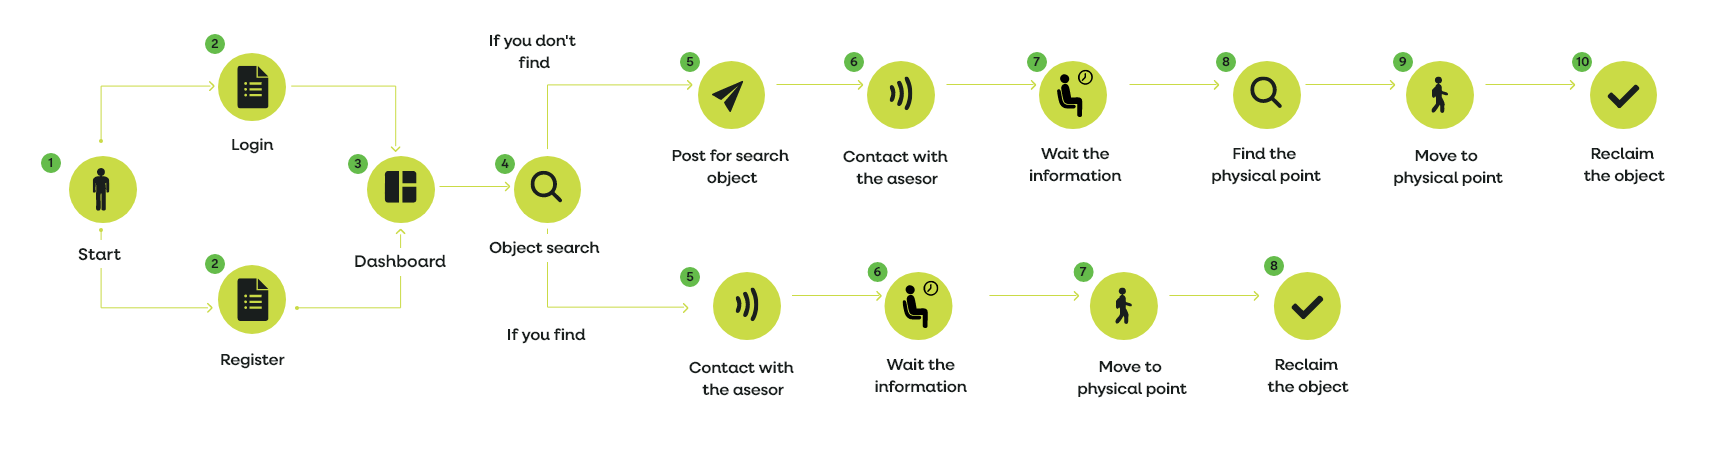 1
Start
2
Login
2
Register
3
Dashboard
4
Object search
If you don't
find
5
Post for search
object
6
Contact with
the asesor
7
Wait the
information
8
Find the
physical point
9
Move to
physical point
10
Reclaim
the object
If you find
5
Contact with
the asesor
6
Wait the
information
7
Move to
physical point
8
Reclaim
the object